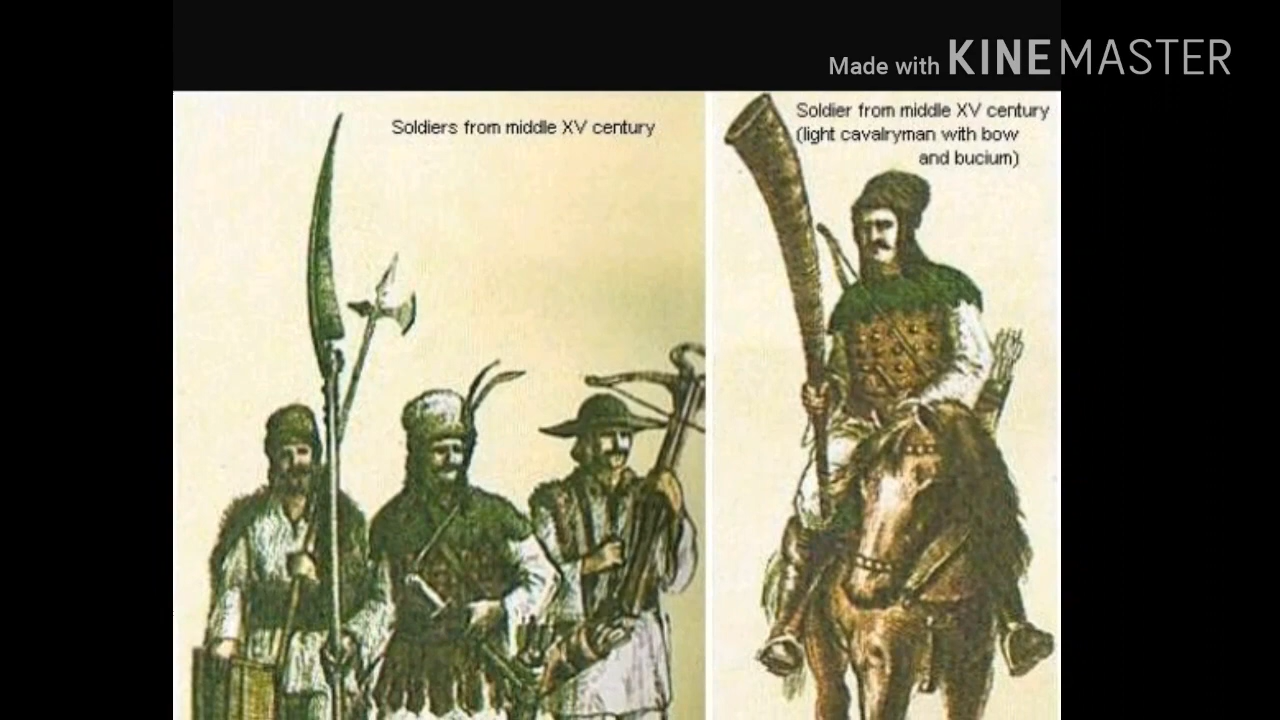 Made with KINEMASTER
Soldiers from middle XV century
Soldier from middle XV century
(light cavalryman with bow
and bucium)